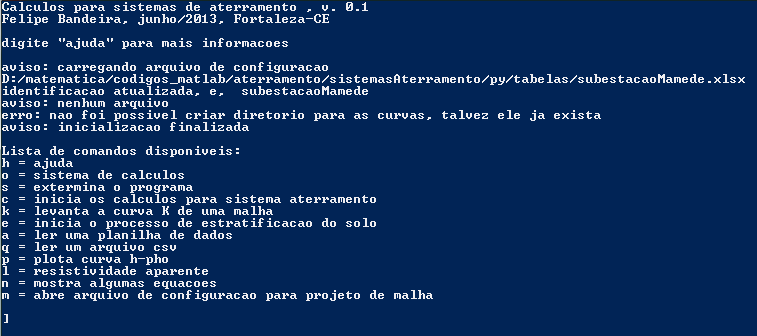 Calculos para sistemas de aterramento , v. 0.1
Felipe Bandeira, junho/2013, Fortaleza-CE
digite "ajuda" para mais informacoes
aviso: carregando arquivo de configuracao
D:/matematica/codigos_matlab/aterramento/sistemasAterramento/py/tabelas/subestacaoMamede.xlsx
identificacao atualizada, e,  subestacaoMamede
aviso: nenhum arquivo
erro: nao foi possivel criar diretorio para as curvas, talvez ele ja exista
aviso: inicializacao finalizada
Lista de comandos disponiveis:
h = ajuda
o = sistema de calculos
s = extermina o programa
c = inicia os calculos para sistema aterramento
k = levanta a curva K de uma malha
e = inicia o processo de estratificacao do solo
a = ler uma planilha de dados
q = ler um arquivo csv
p = plota curva h-pho
l = resistividade aparente
n = mostra algumas equacoes
m = abre arquivo de configuracao para projeto de malha
]